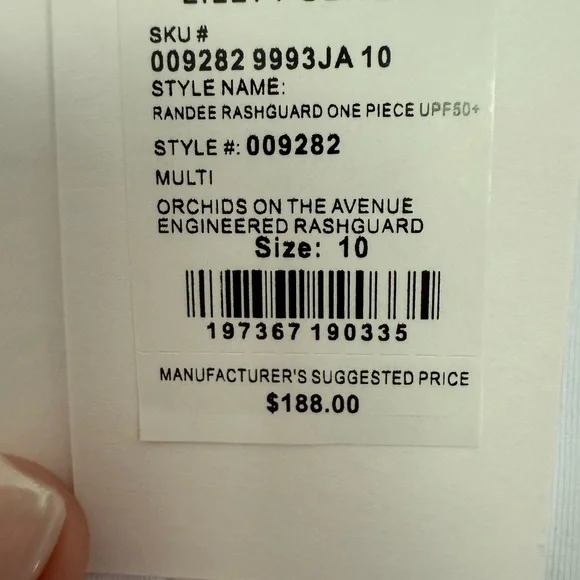 SKU #
009282 9993JA 10
STYLE NAME:
RANDEE RASHGUARD ONE PIECE UPF50+
STYLE #: 009282
MULTI
ORCHIDS ON THE AVENUE
ENGINEERED RASHGUARD
Size: 10
197367 190335
MANUFACTURER'S SUGGESTED PRICE
$188.00